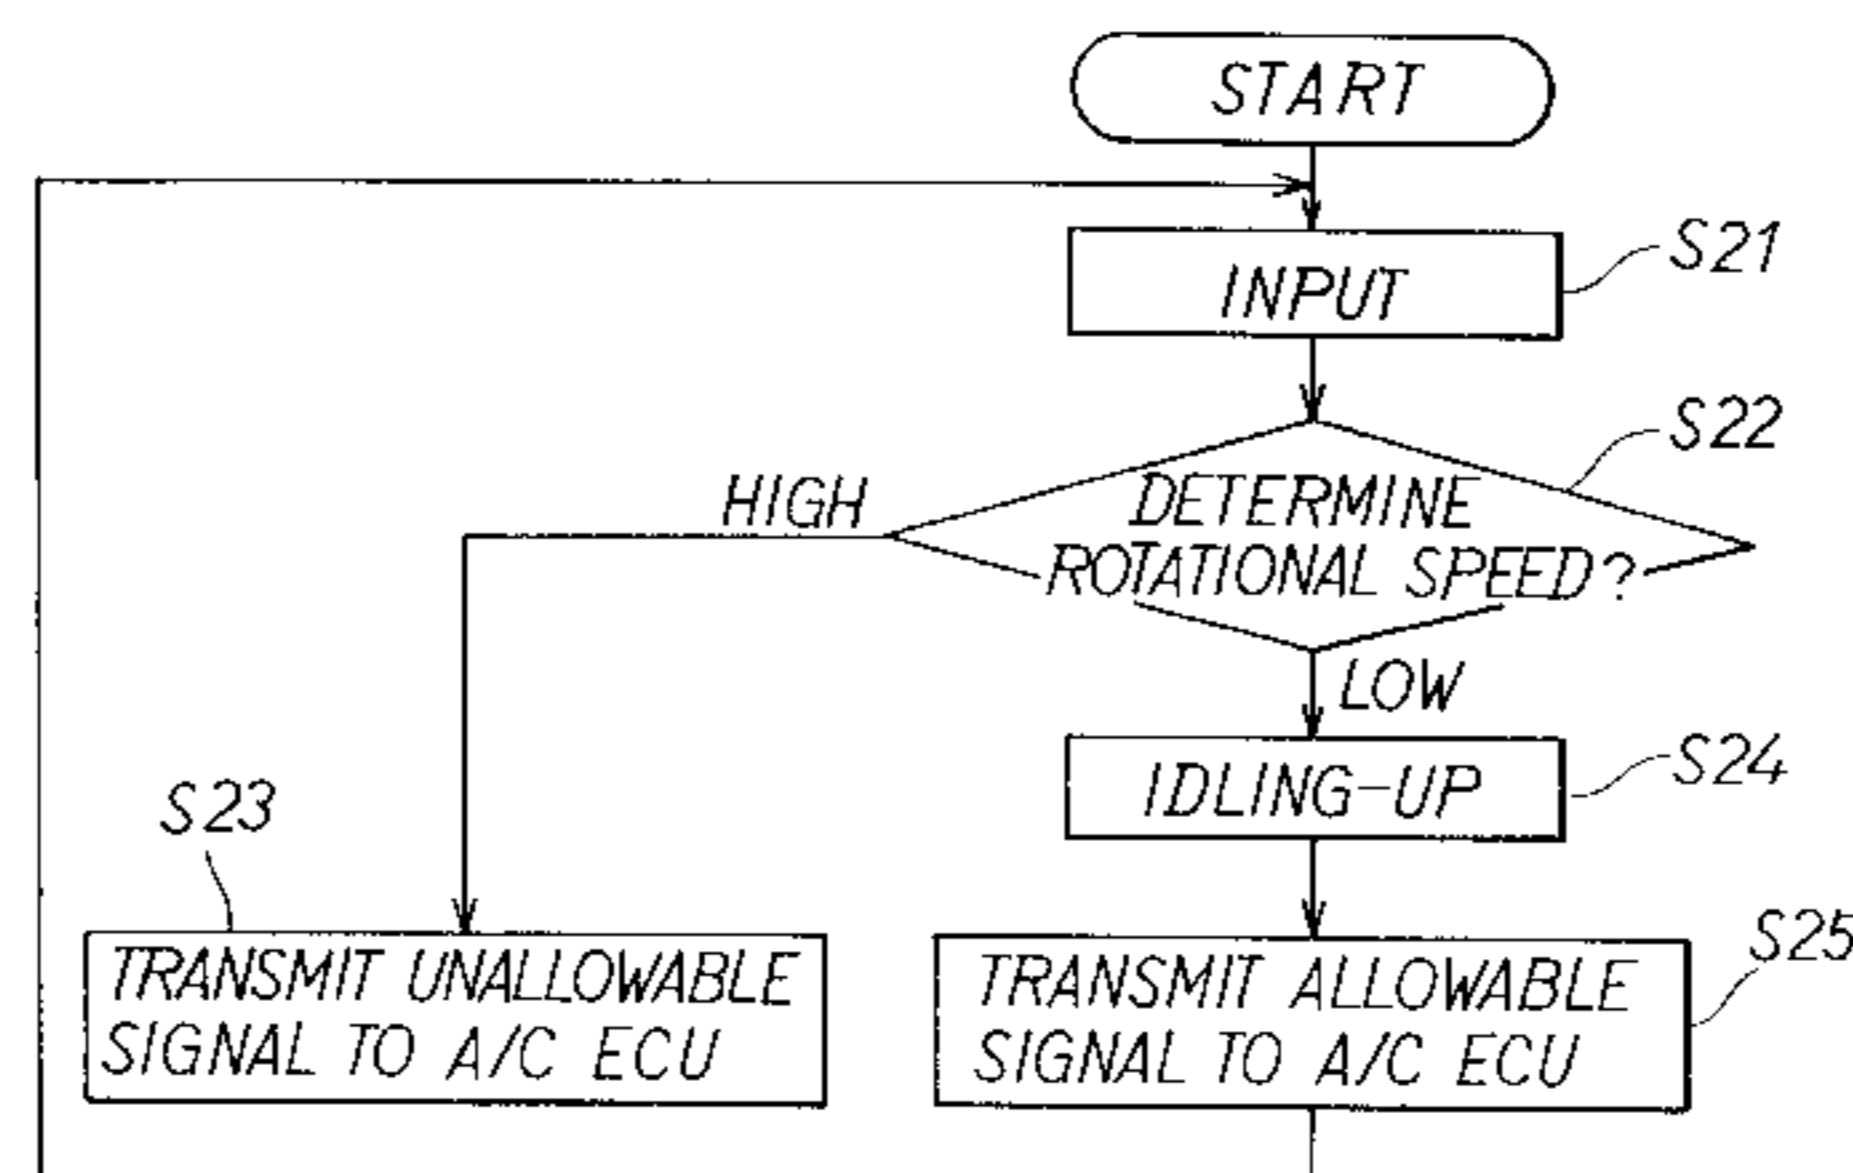 START
INPUT
S21
S22
HIGH
DETERMINE
ROTATIONAL SPEED?
LOW
IDLING-UP
S24
S23
TRANSMIT UNALLOWABLE
SIGNAL TO A/C ECU
TRANSMIT ALLOWABLE
SIGNAL TO A/C ECU
S25